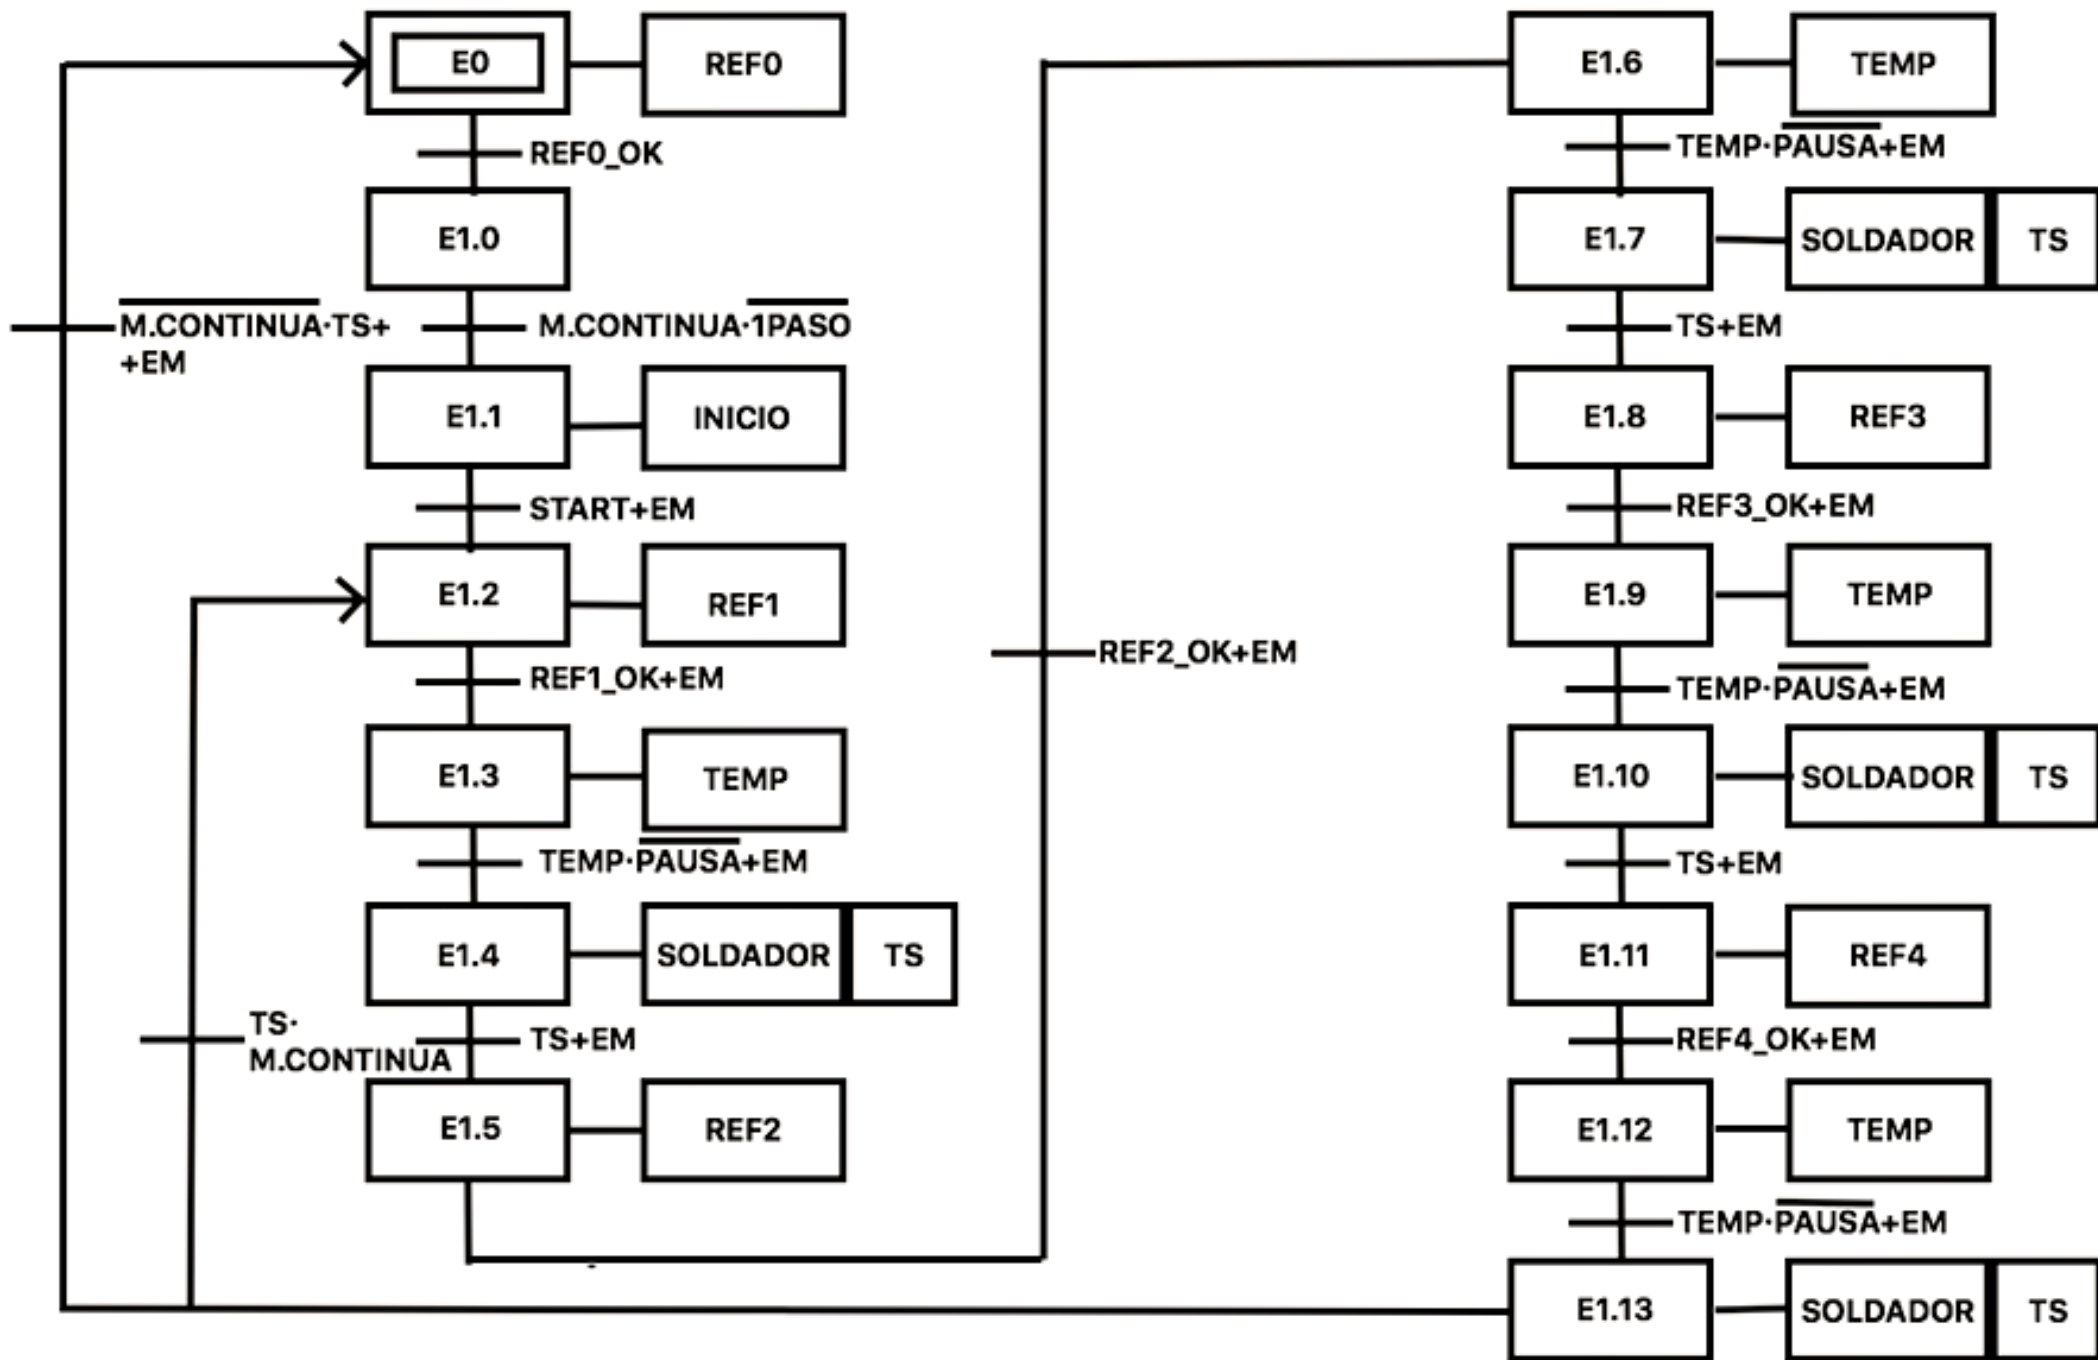 E0
REF0
REF0_OK
E1.0
M.CONTINUA·TS+
+EM
M.CONTINUA·1PASO
E1.1
INICIO
START+EM
E1.2
REF1
REF1_OK+EM
E1.3
TEMP
TEMP·PAUSA+EM
E1.4
SOLDADOR
TS
TS·
M.CONTINUA
TS+EM
E1.5
REF2
REF2_OK+EM
E1.6
TEMP
TEMP·PAUSA+EM
E1.7
SOLDADOR
TS
TS+EM
E1.8
REF3
REF3_OK+EM
E1.9
TEMP
TEMP·PAUSA+EM
E1.10
SOLDADOR
TS
TS+EM
E1.11
REF4
REF4_OK+EM
E1.12
TEMP
TEMP·PAUSA+EM
E1.13
SOLDADOR
TS